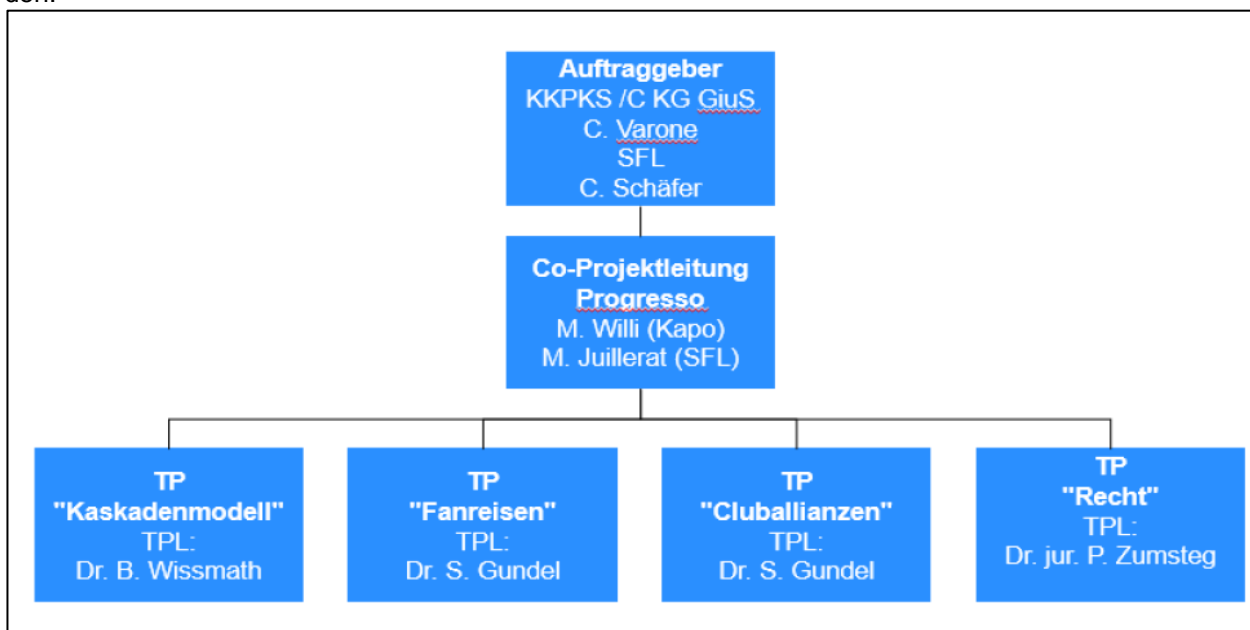 den.
Auftraggeber
KKPKS /C KG GiuS
C. Varone
SFL
C. Schäfer
Co-Projektleitung
Progresso
M. Willi (Kapo)
M. Juillerat (SFL)
TP
"Kaskadenmodell"
TPL:
Dr. B. Wissmath
TP
"Fanreisen"
TPL:
Dr. S. Gundel
TP
"Cluballianzen"
TPL:
Dr. S. Gundel
TP
"Recht"
TPL:
Dr. jur. P. Zumsteg